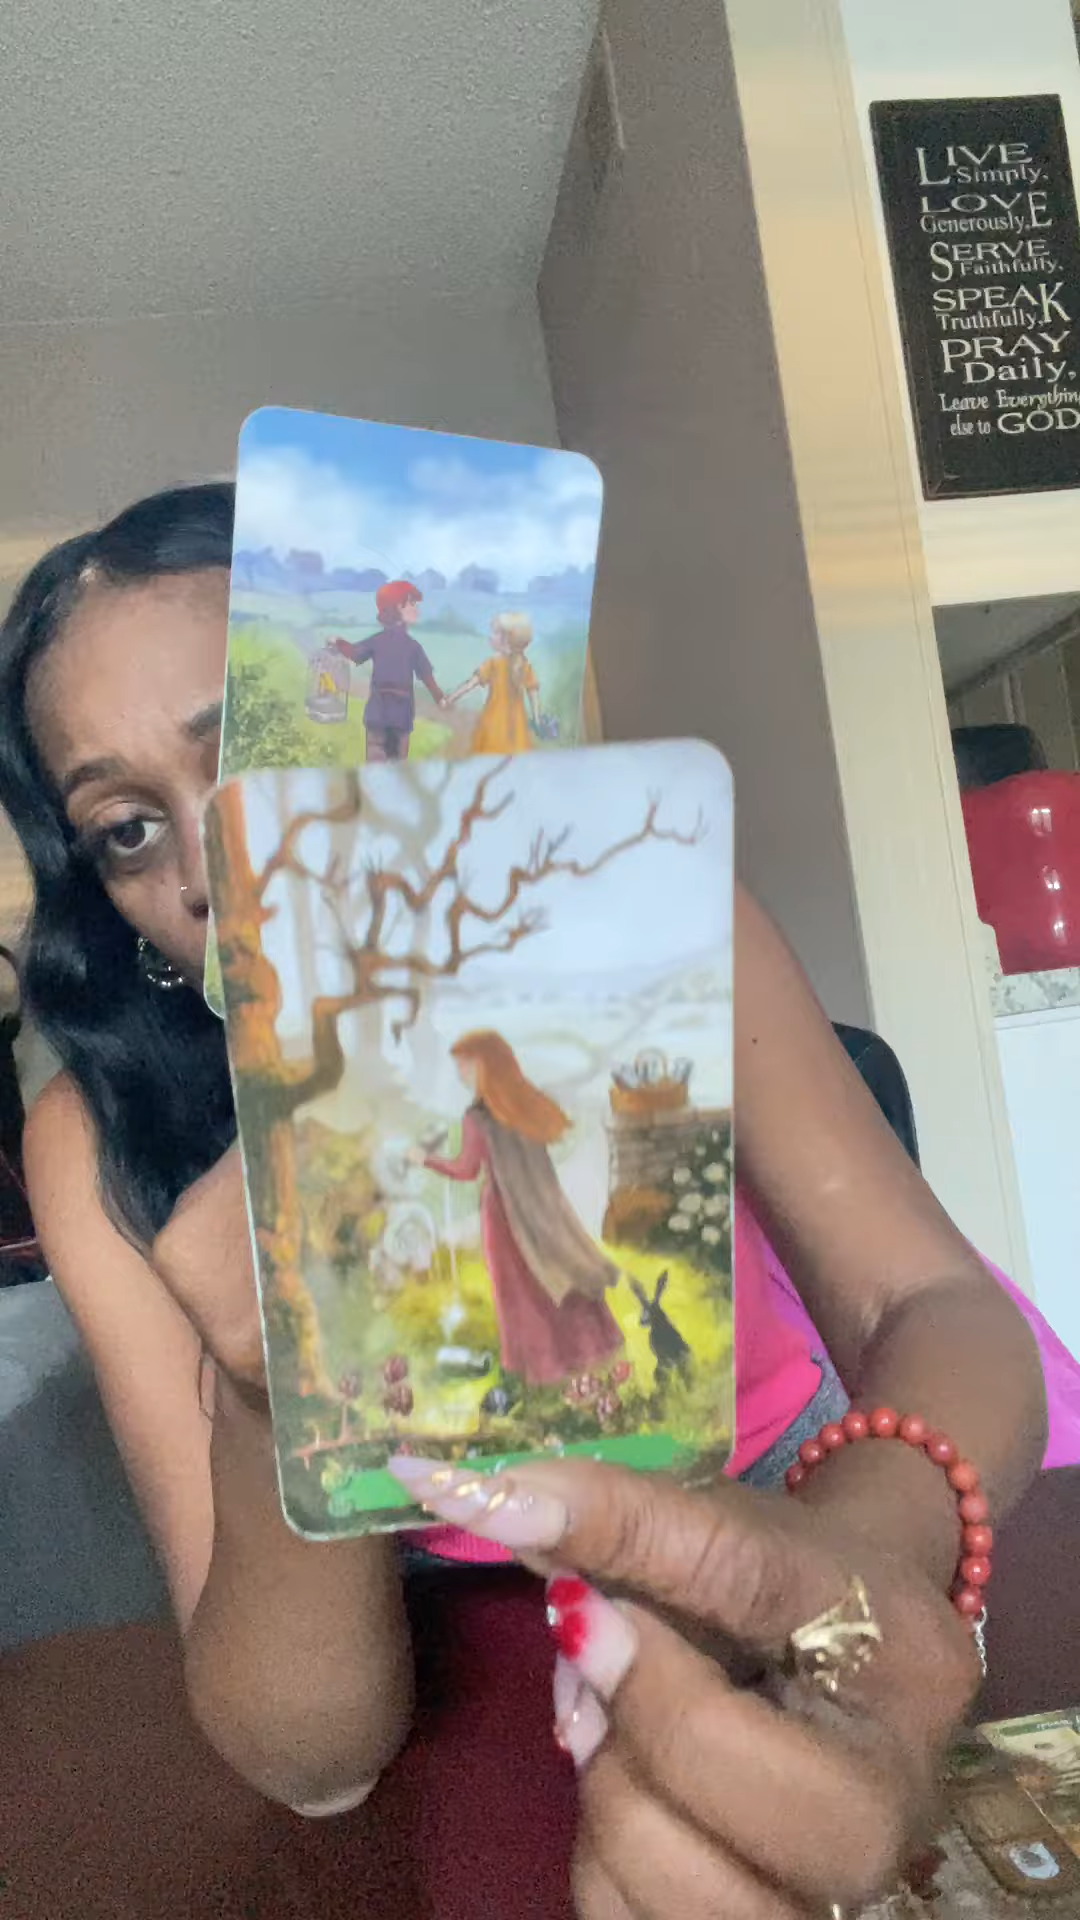 LIVE
Simply,
LOVE
Generously,
SERVE
Faithfully,
SPEAK
Truthfully,
PRAY
Daily,
Leave Everything
else to GOD